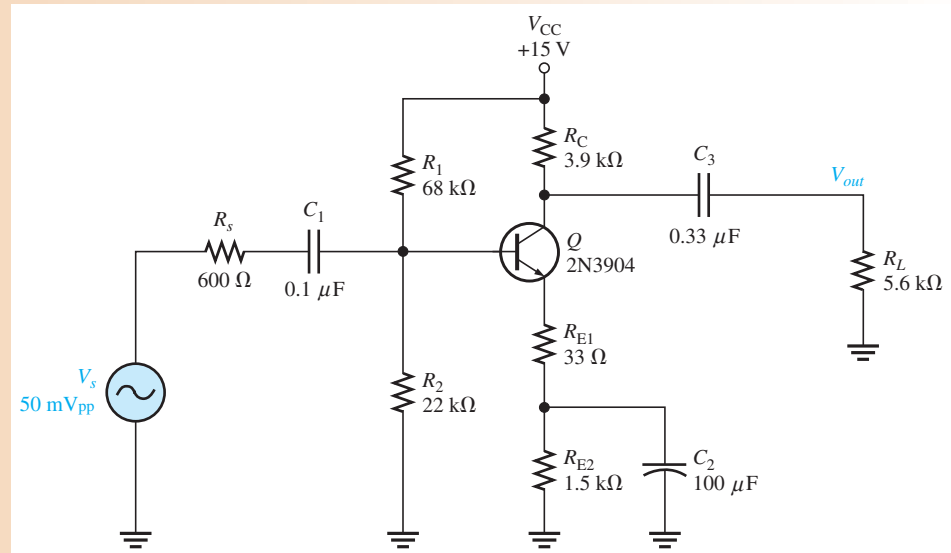 V_CC
+15 V
R_C
3.9 kΩ
C_3
0.33 µF
V_out
R_L
5.6 kΩ
R_1
68 kΩ
R_s
600 Ω
C_1
0.1 µF
Q
2N3904
R_E1
33 Ω
V_s
50 mVpp
R_2
22 kΩ
R_E2
1.5 kΩ
C_2
100 µF